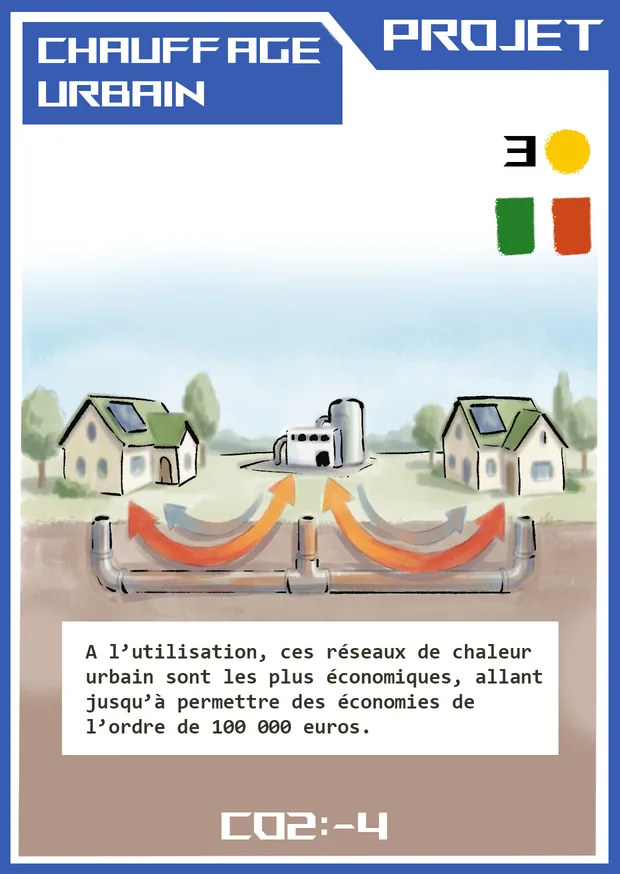 PROJET
CHAUFFAGE
URBAIN
3
A l’utilisation, ces réseaux de chaleur
urbain sont les plus économiques, allant
jusqu’à permettre des économies de
l’ordre de 100 000 euros.
CO2:-4